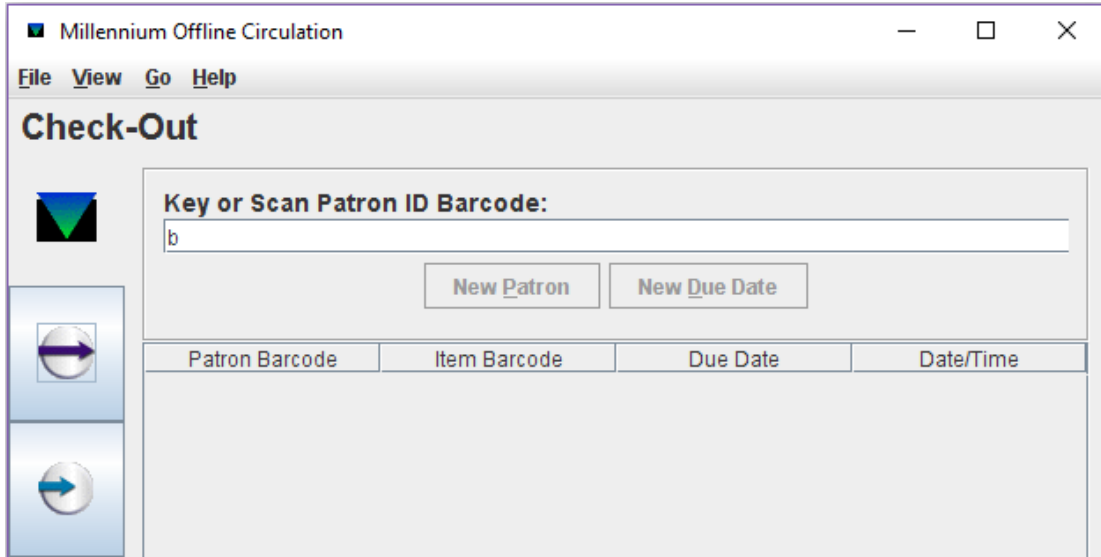 Millennium Offline Circulation
File View Go Help
Check-Out
Key or Scan Patron ID Barcode:
b
New Patron New Due Date
Patron Barcode Item Barcode Due Date Date/Time